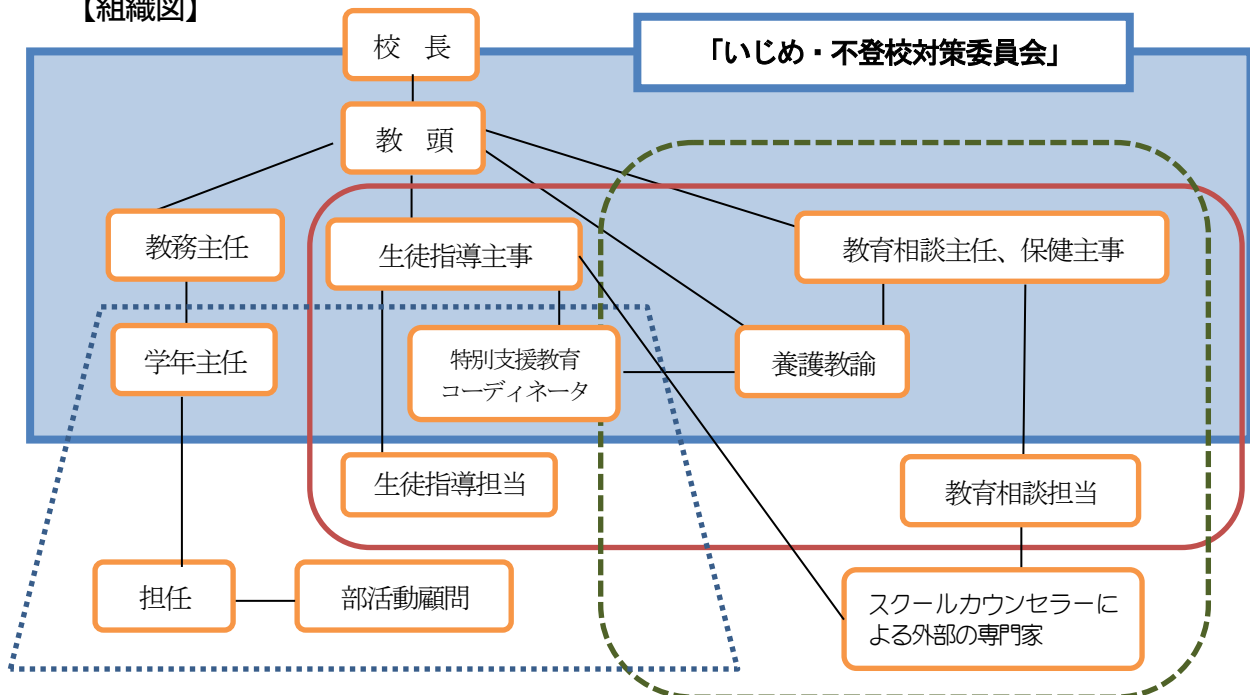 【組織図】
校　長
「いじめ・不登校対策委員会」
教　頭
教務主任
生徒指導主事
教育相談主任、保健主事
学年主任
特別支援教育
コーディネータ
養護教諭
生徒指導担当
教育相談担当
担任
部活動顧問
スクールカウンセラーに
よる外部の専門家